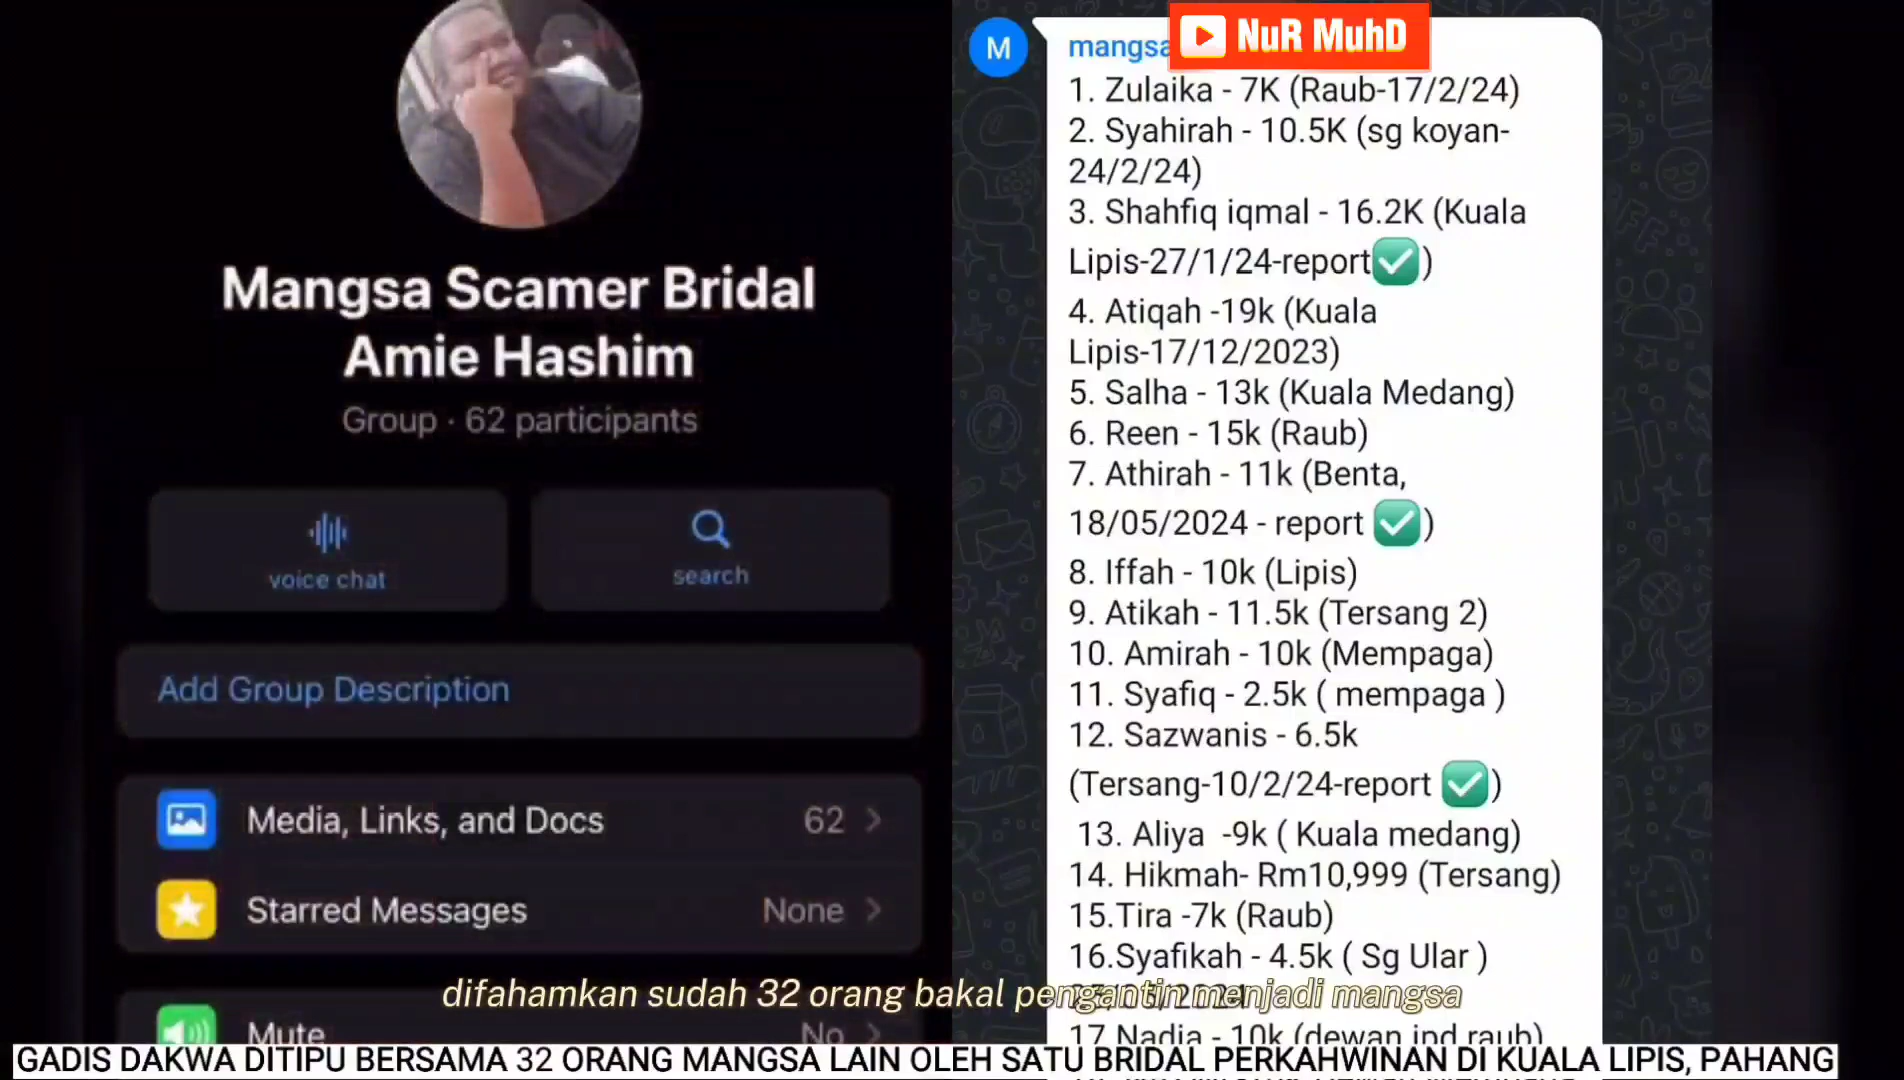 Mangsa Scamer Bridal
Amie Hashim
Group · 62 participants
voice chat
search
Add Group Description
Media, Links, and Docs
62
Starred Messages
None
Mute
No
NuR MuhD
M
1. Zulaika - 7K (Raub-17/2/24)
2. Syahirah - 10.5K (sg koyan-
24/2/24)
3. Shahfiq iqmal - 16.2K (Kuala
Lipis-27/1/24-report✅)
4. Atiqah -19k (Kuala
Lipis-17/12/2023)
5. Salha - 13k (Kuala Medang)
6. Reen - 15k (Raub)
7. Athirah - 11k (Benta,
18/05/2024 - report ✅)
8. Iffah - 10k (Lipis)
9. Atikah - 11.5k (Tersang 2)
10. Amirah - 10k (Mempaga)
11. Syafiq - 2.5k ( mempaga )
12. Sazwanis - 6.5k
(Tersang-10/2/24-report ✅)
13. Aliya -9k ( Kuala medang)
14. Hikmah- Rm10,999 (Tersang)
15.Tira -7k (Raub)
16.Syafikah - 4.5k ( Sg Ular )
17 Nadia - 10k (dewan jpd raub)
difahamkan sudah 32 orang bakal pengantin menjadi mangsa
GADIS DAKWA DITIPU BERSAMA 32 ORANG MANGSA LAIN OLEH SATU BRIDAL PERKAHWINAN DI KUALA LIPIS, PAHANG